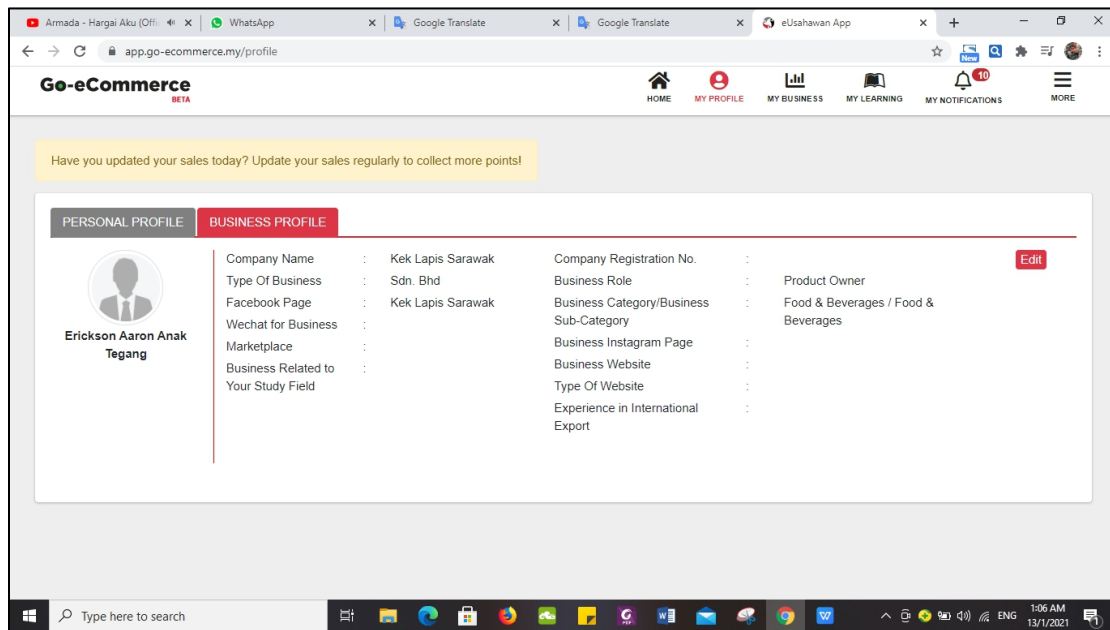 Armada - Hargai Aku (Offi
WhatsApp
Google Translate
Google Translate
eUsahawan App
app.go-ecommerce.my/profile
New
Go-eCommerce
BETA
HOME
MY PROFILE
MY BUSINESS
MY LEARNING
10
MY NOTIFICATIONS
MORE
Have you updated your sales today? Update your sales regularly to collect more points!
PERSONAL PROFILE
BUSINESS PROFILE
Edit
Erickson Aaron Anak
Tegang
Company Name : Kek Lapis Sarawak
Type Of Business : Sdn. Bhd
Facebook Page : Kek Lapis Sarawak
Wechat for Business :
Marketplace :
Business Related to :
Your Study Field
Company Registration No. :
Business Role : Product Owner
Business Category/Business : Food & Beverages / Food &
Sub-Category Beverages
Business Instagram Page :
Business Website :
Type Of Website :
Experience in International :
Export
Type here to search
ENG
1:06 AM
13/1/2021